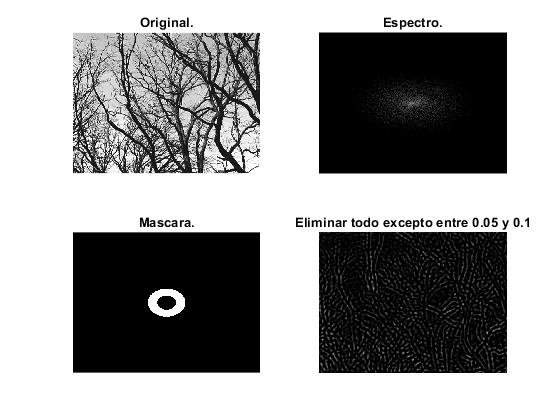 Original.
Espectro.
Mascara.
Eliminar todo excepto entre 0.05 y 0.1